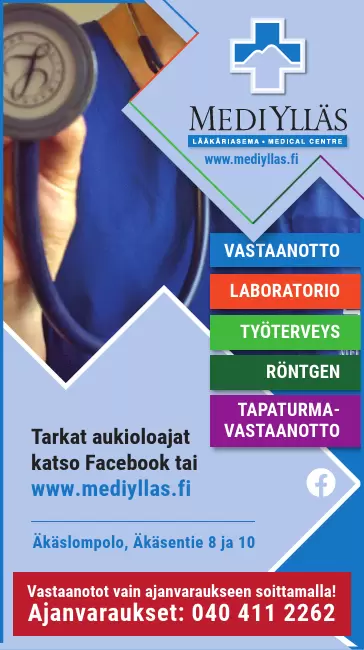 MEDIYLLÄS
LÄÄKÄRIASEMA • MEDICAL CENTRE
www.mediyllas.fi
VASTAANOTTO
LABORATORIO
TYÖTERVEYS
RÖNTGEN
TAPATURMA-
VASTAANOTTO
Tarkat aukioloajat
katso Facebook tai
www.mediyllas.fi
Äkäslompolo, Äkäsentie 8 ja 10
Vastaanotot vain ajanvaraukseen soittamalla!
Ajanvaraukset: 040 411 2262